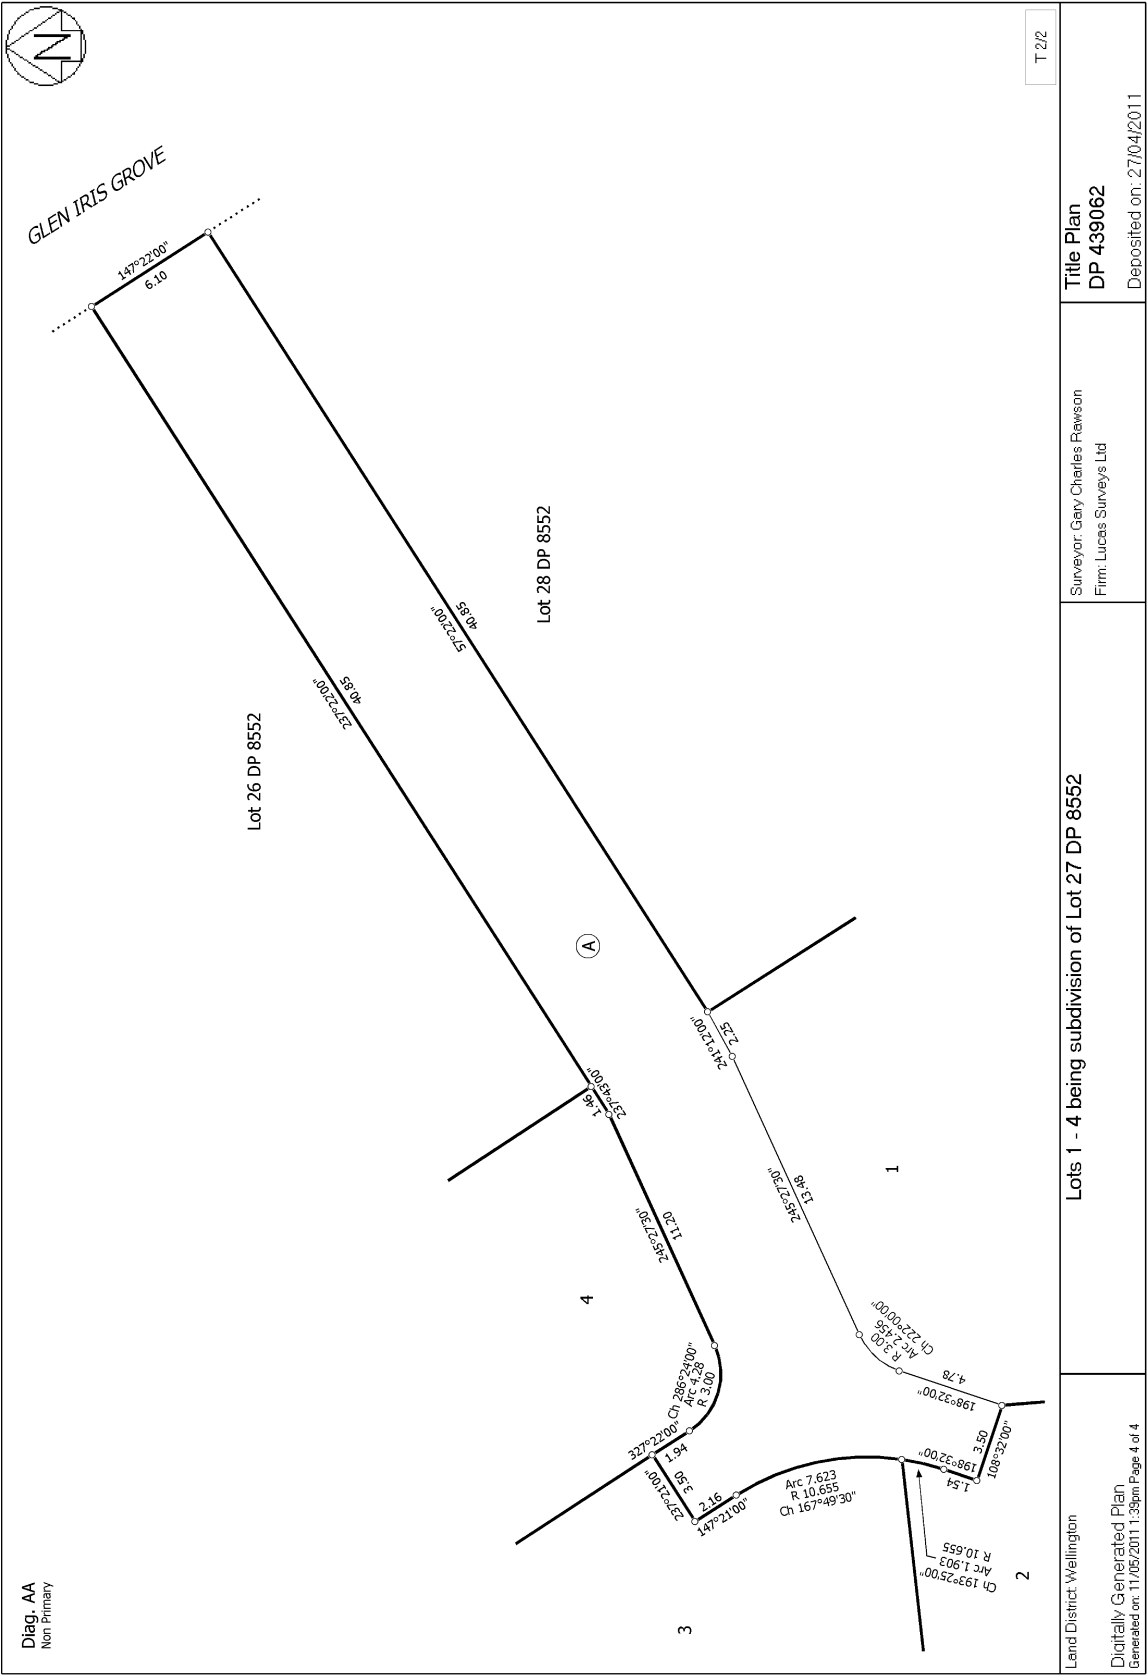 Diag. AA
Non Primary
N
GLEN IRIS GROVE
147°22'00"
6.10
Lot 26 DP 8552
237°22'00"
40.85
57°22'00"
40.85
Lot 28 DP 8552
A
1.46
237°43'00"
241°12'00"
2.25
4
245°27'30"
11.20
245°27'30"
13.48
1
Ch 286°24'00"
Arc 4.28
R 3.00
327°22'00"
1.94
237°21'00"
3.50
2.16
147°21'00"
Arc 7.623
R 10.655
Ch 167°49'30"
R 3.00
Arc 2.456
Ch 222°00'00"
4.78
198°32'00"
198°32'00"
1.54
3.50
108°32'00"
R 10.655
Arc 1.903
Ch 193°25'00"
3
2
T 2/2
Land District: Wellington
Digitally Generated Plan
Generated on: 11/05/2011 1:39pm Page 4 of 4
Lots 1 - 4 being subdivision of Lot 27 DP 8552
Surveyor: Gary Charles Rawson
Firm: Lucas Surveys Ltd
Title Plan
DP 439062
Deposited on: 27/04/2011